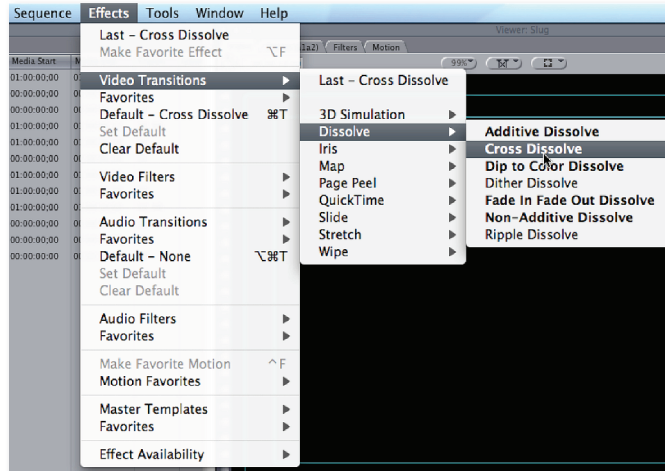 Sequence Effects Tools Window Help
Viewer: Slug
Last – Cross Dissolve
Make Favorite Effect ⌥F
Filters Motion
Media Start
99%
Video Transitions
Favorites
Default – Cross Dissolve ⌘T
Set Default
Clear Default
Video Filters
Favorites
Audio Transitions
Favorites
Default – None ⌥⌘T
Set Default
Clear Default
Audio Filters
Favorites
Make Favorite Motion ^F
Motion Favorites
Master Templates
Favorites
Effect Availability
Last – Cross Dissolve
3D Simulation
Dissolve
Iris
Map
Page Peel
QuickTime
Slide
Stretch
Wipe
Additive Dissolve
Cross Dissolve
Dip to Color Dissolve
Dither Dissolve
Fade In Fade Out Dissolve
Non-Additive Dissolve
Ripple Dissolve
01:00:00;00
00:00:00;00
00:00:00;00
01:00:00;00
00:00:00;00
01:00:00;00
01:00:00;00
01:00:00;00
00:00:00;00
00:00:00;00
00:00:00:00